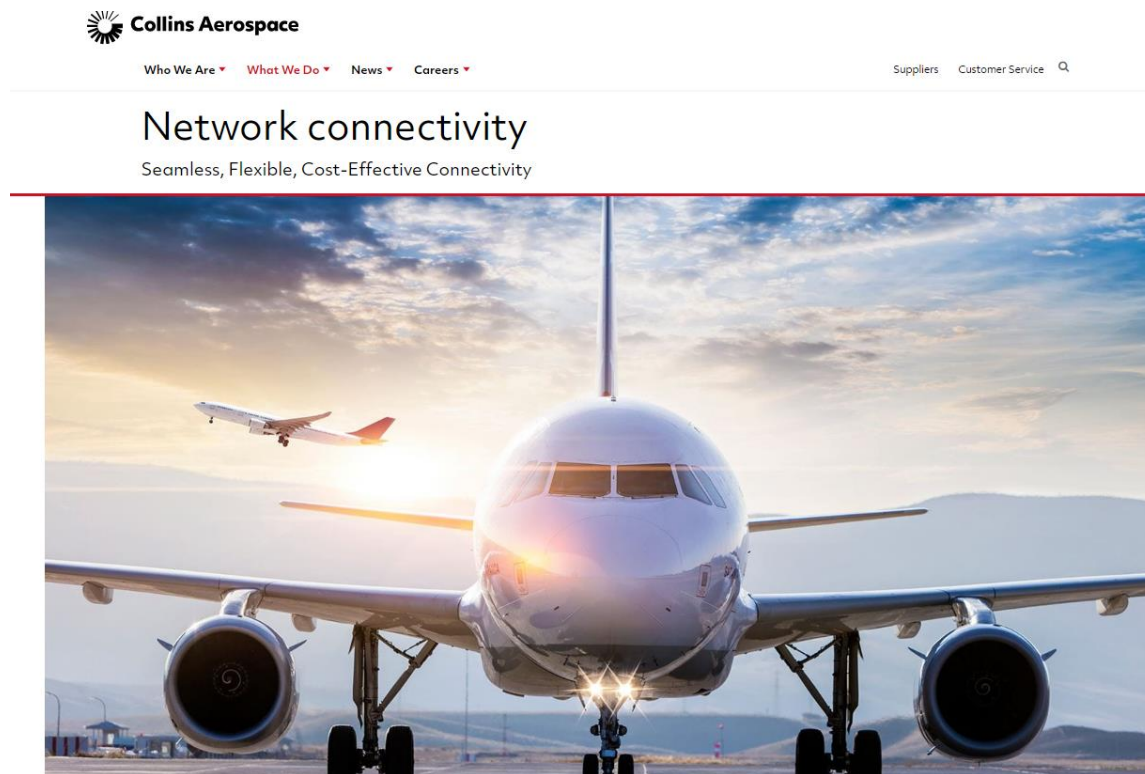 Collins Aerospace
Who We Are What We Do News Careers Suppliers Customer Service
Network connectivity
Seamless, Flexible, Cost-Effective Connectivity